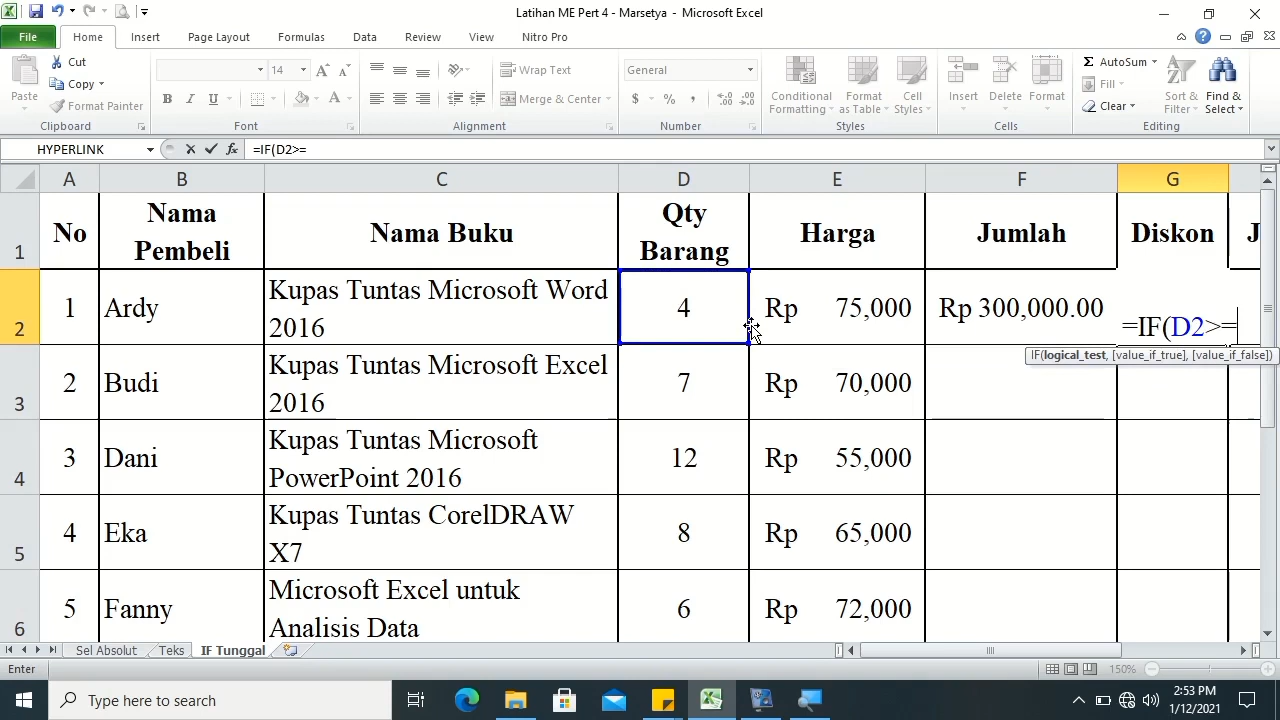 Latihan ME Pert 4 - Marsetya - Microsoft Excel
File Home Insert Page Layout Formulas Data Review View Nitro Pro
Cut
Copy
Format Painter
Paste
Clipboard
14
A A
B I U
A
Font
Wrap Text
Merge & Center
Alignment
General
$ % ,
Number
Conditional Formatting
Format as Table
Cell Styles
Styles
Insert Delete Format
Cells
AutoSum
Fill
Clear
Sort & Filter
Find & Select
Editing
HYPERLINK fx =IF(D2>=
A B C D E F G
1 No Nama Pembeli Nama Buku Qty Barang Harga Jumlah Diskon J
2 1 Ardy Kupas Tuntas Microsoft Word 2016 4 Rp 75,000 Rp 300,000.00 =IF(D2>=
IF(logical_test, [value_if_true], [value_if_false])
3 2 Budi Kupas Tuntas Microsoft Excel 2016 7 Rp 70,000
4 3 Dani Kupas Tuntas Microsoft PowerPoint 2016 12 Rp 55,000
5 4 Eka Kupas Tuntas CorelDRAW X7 8 Rp 65,000
6 5 Fanny Microsoft Excel untuk Analisis Data 6 Rp 72,000
Sel Absolut Teks IF Tunggal
Enter 150%
Type here to search
2:53 PM
1/12/2021